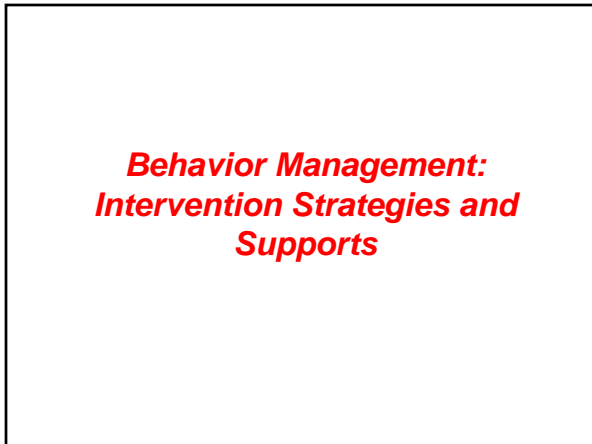 Behavior Management:
Intervention Strategies and
Supports